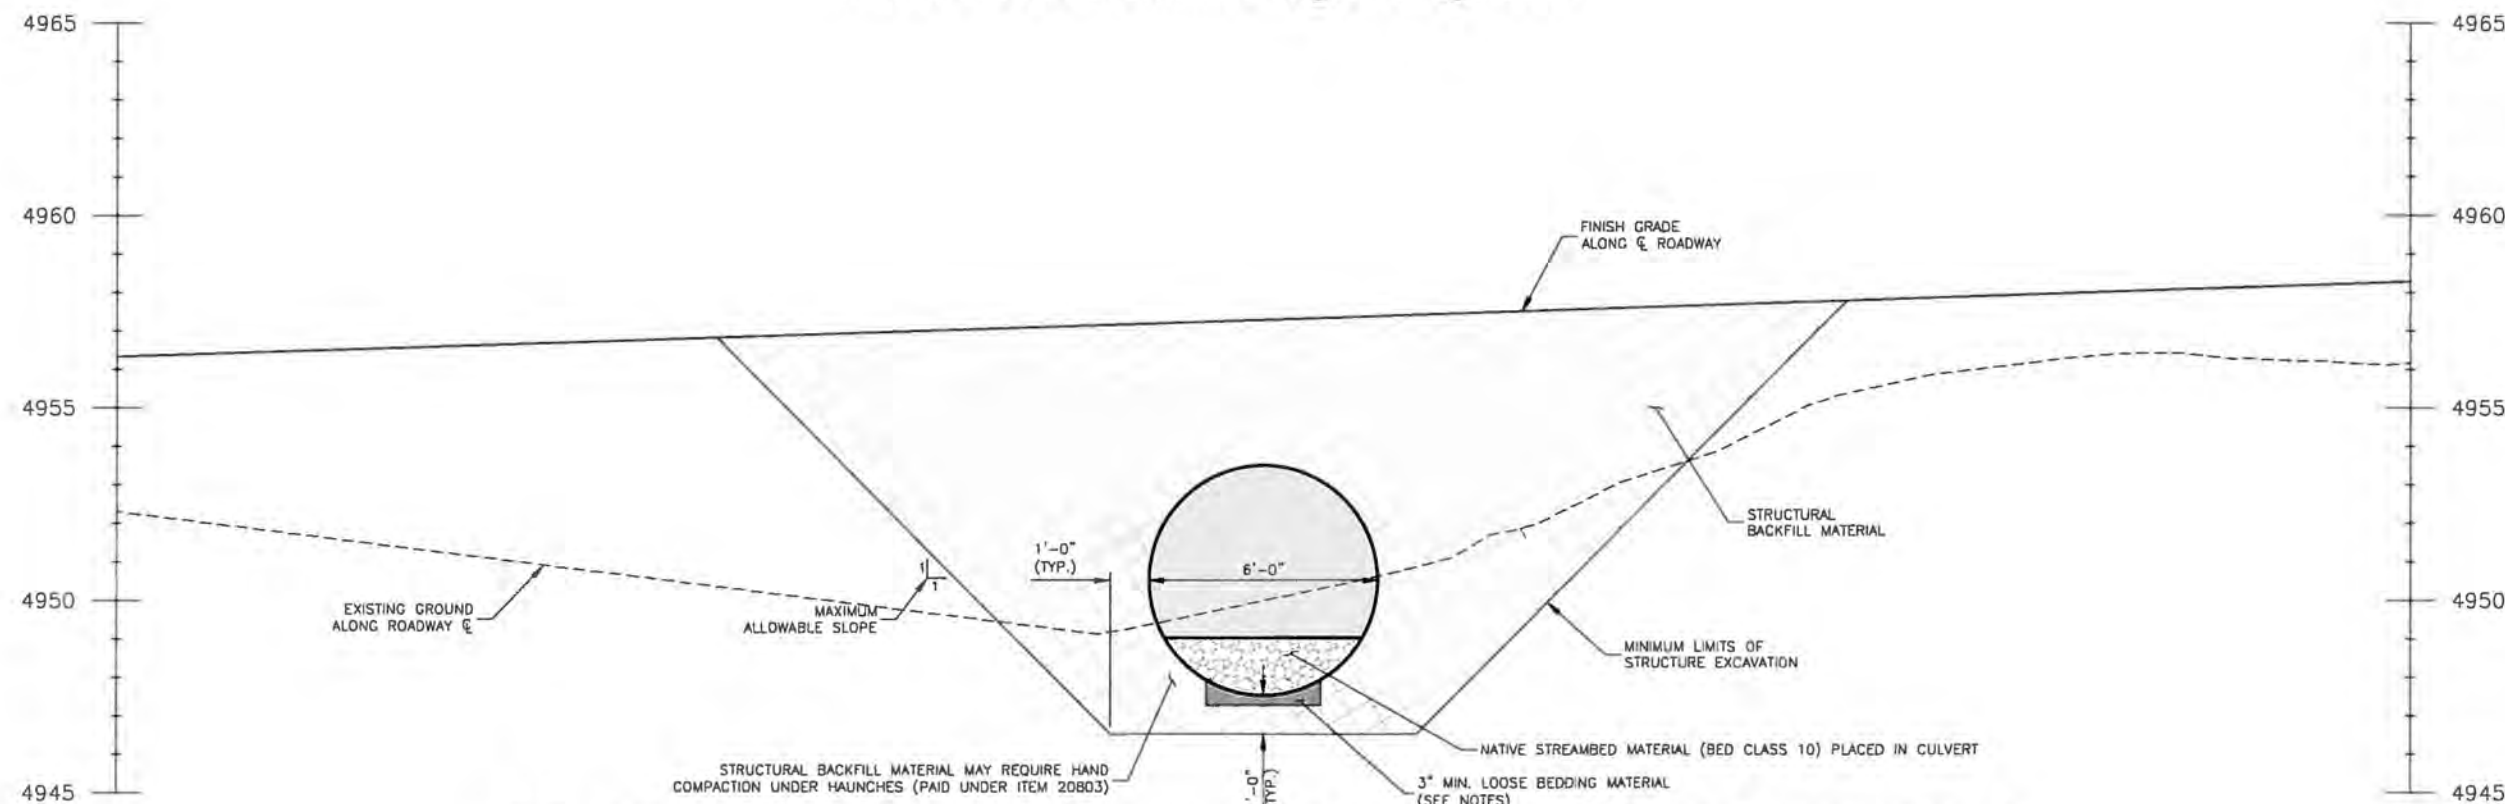 4965
4965
4960
4960
FINISH GRADE
ALONG ℄ ROADWAY
4955
4955
STRUCTURAL
BACKFILL MATERIAL
1'-0"
(TYP.)
6'-0"
1
1
4950
4950
EXISTING GROUND
ALONG ROADWAY ℄
MAXIMUM
ALLOWABLE SLOPE
MINIMUM LIMITS OF
STRUCTURE EXCAVATION
NATIVE STREAMBED MATERIAL (BED CLASS 10) PLACED IN CULVERT
STRUCTURAL BACKFILL MATERIAL MAY REQUIRE HAND
COMPACTION UNDER HAUNCHES (PAID UNDER ITEM 20803)
3" MIN. LOOSE BEDDING MATERIAL
(SEE NOTES)
'-0"
(TYP.)
4945
4945